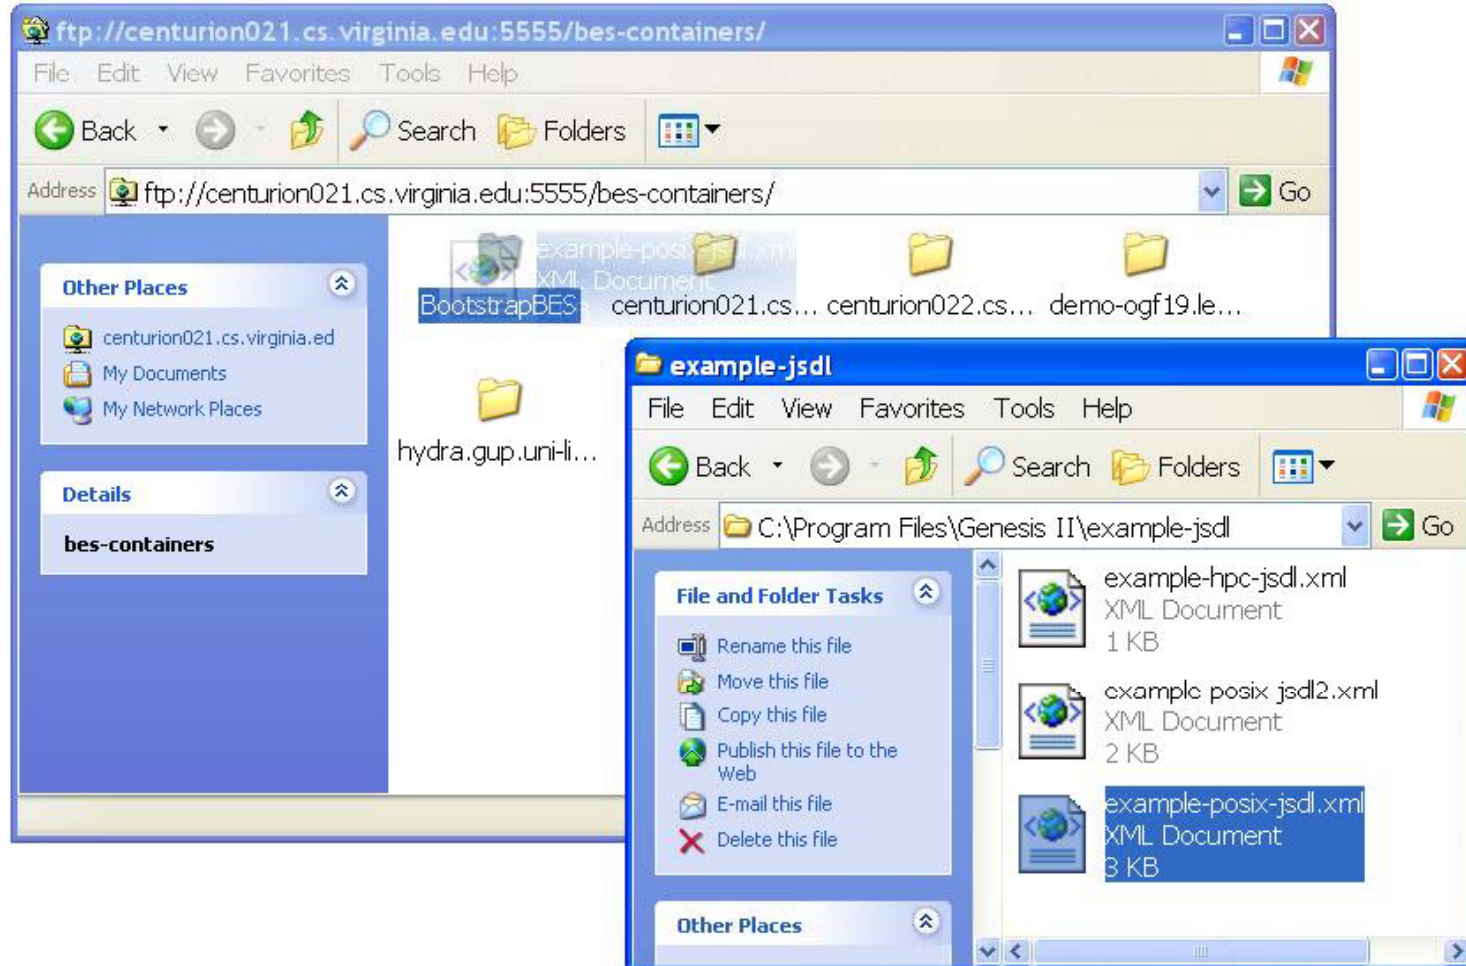 ftp://centurion021.cs.virginia.edu:5555/bes-containers/
File Edit View Favorites Tools Help
Back Search Folders
Address ftp://centurion021.cs.virginia.edu:5555/bes-containers/ Go
Other Places
centurion021.cs.virginia.ed
My Documents
My Network Places
Details
bes-containers
example-posix-jsdl.xml
XML Document
BootstrapBES centurion021.cs... centurion022.cs... demo-ogf19.le...
hydra.gup.uni-li...
example-jsdl
File Edit View Favorites Tools Help
Back Search Folders
Address C:\Program Files\Genesis II\example-jsdl Go
File and Folder Tasks
Rename this file
Move this file
Copy this file
Publish this file to the
Web
E-mail this file
Delete this file
Other Places
example-hpc-jsdl.xml
XML Document
1 KB
example-posix-jsdl2.xml
XML Document
2 KB
example-posix-jsdl.xml
XML Document
3 KB